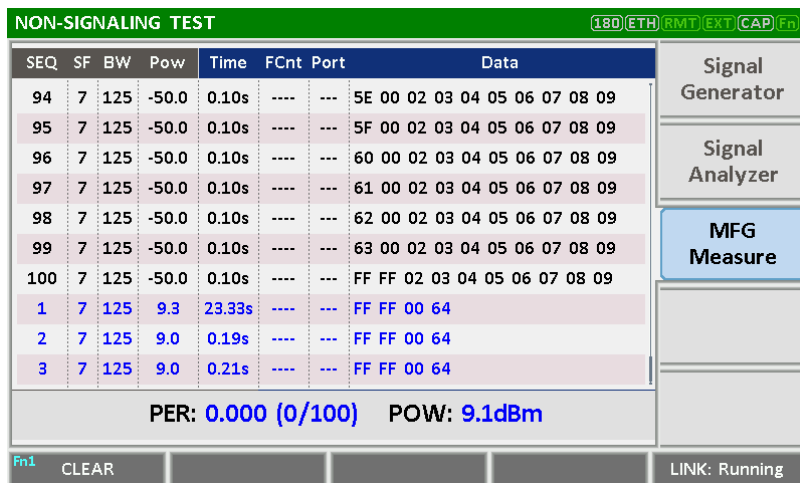 NON-SIGNALING TEST 180 ETH RMT EXT CAP Fn
SEQ SF BW Pow Time FCnt Port Data
94 7 125 -50.0 0.10s ---- --- 5E 00 02 03 04 05 06 07 08 09
95 7 125 -50.0 0.10s ---- --- 5F 00 02 03 04 05 06 07 08 09
96 7 125 -50.0 0.10s ---- --- 60 00 02 03 04 05 06 07 08 09
97 7 125 -50.0 0.10s ---- --- 61 00 02 03 04 05 06 07 08 09
98 7 125 -50.0 0.10s ---- --- 62 00 02 03 04 05 06 07 08 09
99 7 125 -50.0 0.10s ---- --- 63 00 02 03 04 05 06 07 08 09
100 7 125 -50.0 0.10s ---- --- FF FF 02 03 04 05 06 07 08 09
1 7 125 9.3 23.33s ---- --- FF FF 00 64
2 7 125 9.0 0.19s ---- --- FF FF 00 64
3 7 125 9.0 0.21s ---- --- FF FF 00 64
PER: 0.000 (0/100) POW: 9.1dBm
Signal
Generator
Signal
Analyzer
MFG
Measure
Fn1 CLEAR
LINK: Running